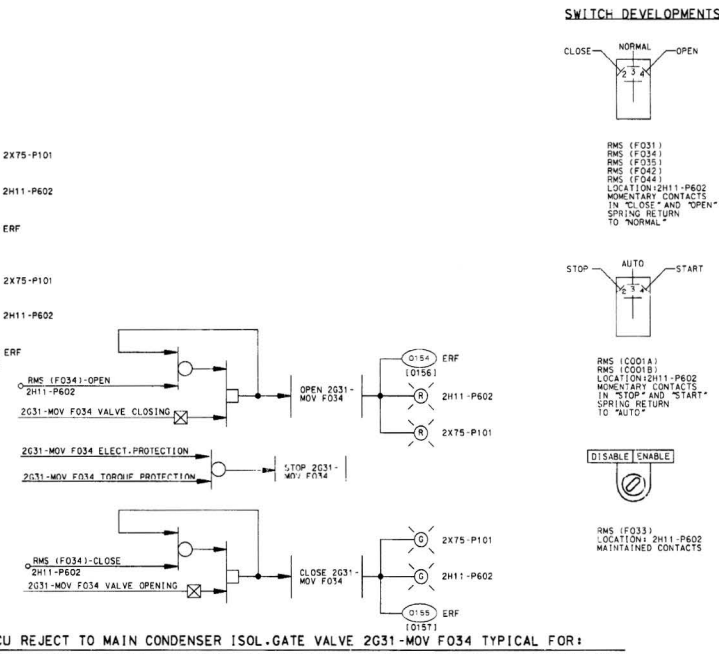 SWITCH DEVELOPMENTS
CLOSE
NORMAL
OPEN
2 3 4
RMS (F031)
RMS (F034)
RMS (F035)
RMS (F042)
RMS (F044)
LOCATION:2H11-P602
MOMENTARY CONTACTS
IN "CLOSE" AND "OPEN"
SPRING RETURN
TO "NORMAL"
2X75-P101
2H11-P602
ERF
2X75-P101
2H11-P602
ERF
STOP
AUTO
START
2 3 4
RMS (C001A)
RMS (C001B)
LOCATION:2H11-P602
MOMENTARY CONTACTS
IN "STOP" AND "START"
SPRING RETURN
TO "AUTO"
DISABLE ENABLE
RMS (F033)
LOCATION: 2H11-P602
MAINTAINED CONTACTS
RMS (F034)-OPEN
2H11-P602
2G31-MOV F034 VALVE CLOSING
OPEN 2G31-
MOV F034
0154 ERF
[0156]
R 2H11-P602
R 2X75-P101
2G31-MOV F034 ELECT.PROTECTION
2G31-MOV F034 TORQUE PROTECTION
STOP 2G31-
MOV F034
RMS (F034)-CLOSE
2H11-P602
2G31-MOV F034 VALVE OPENING
CLOSE 2G31-
MOV F034
G 2X75-P101
G 2H11-P602
0155 ERF
[0157]
CU REJECT TO MAIN CONDENSER ISOL.GATE VALVE 2G31-MOV F034 TYPICAL FOR: